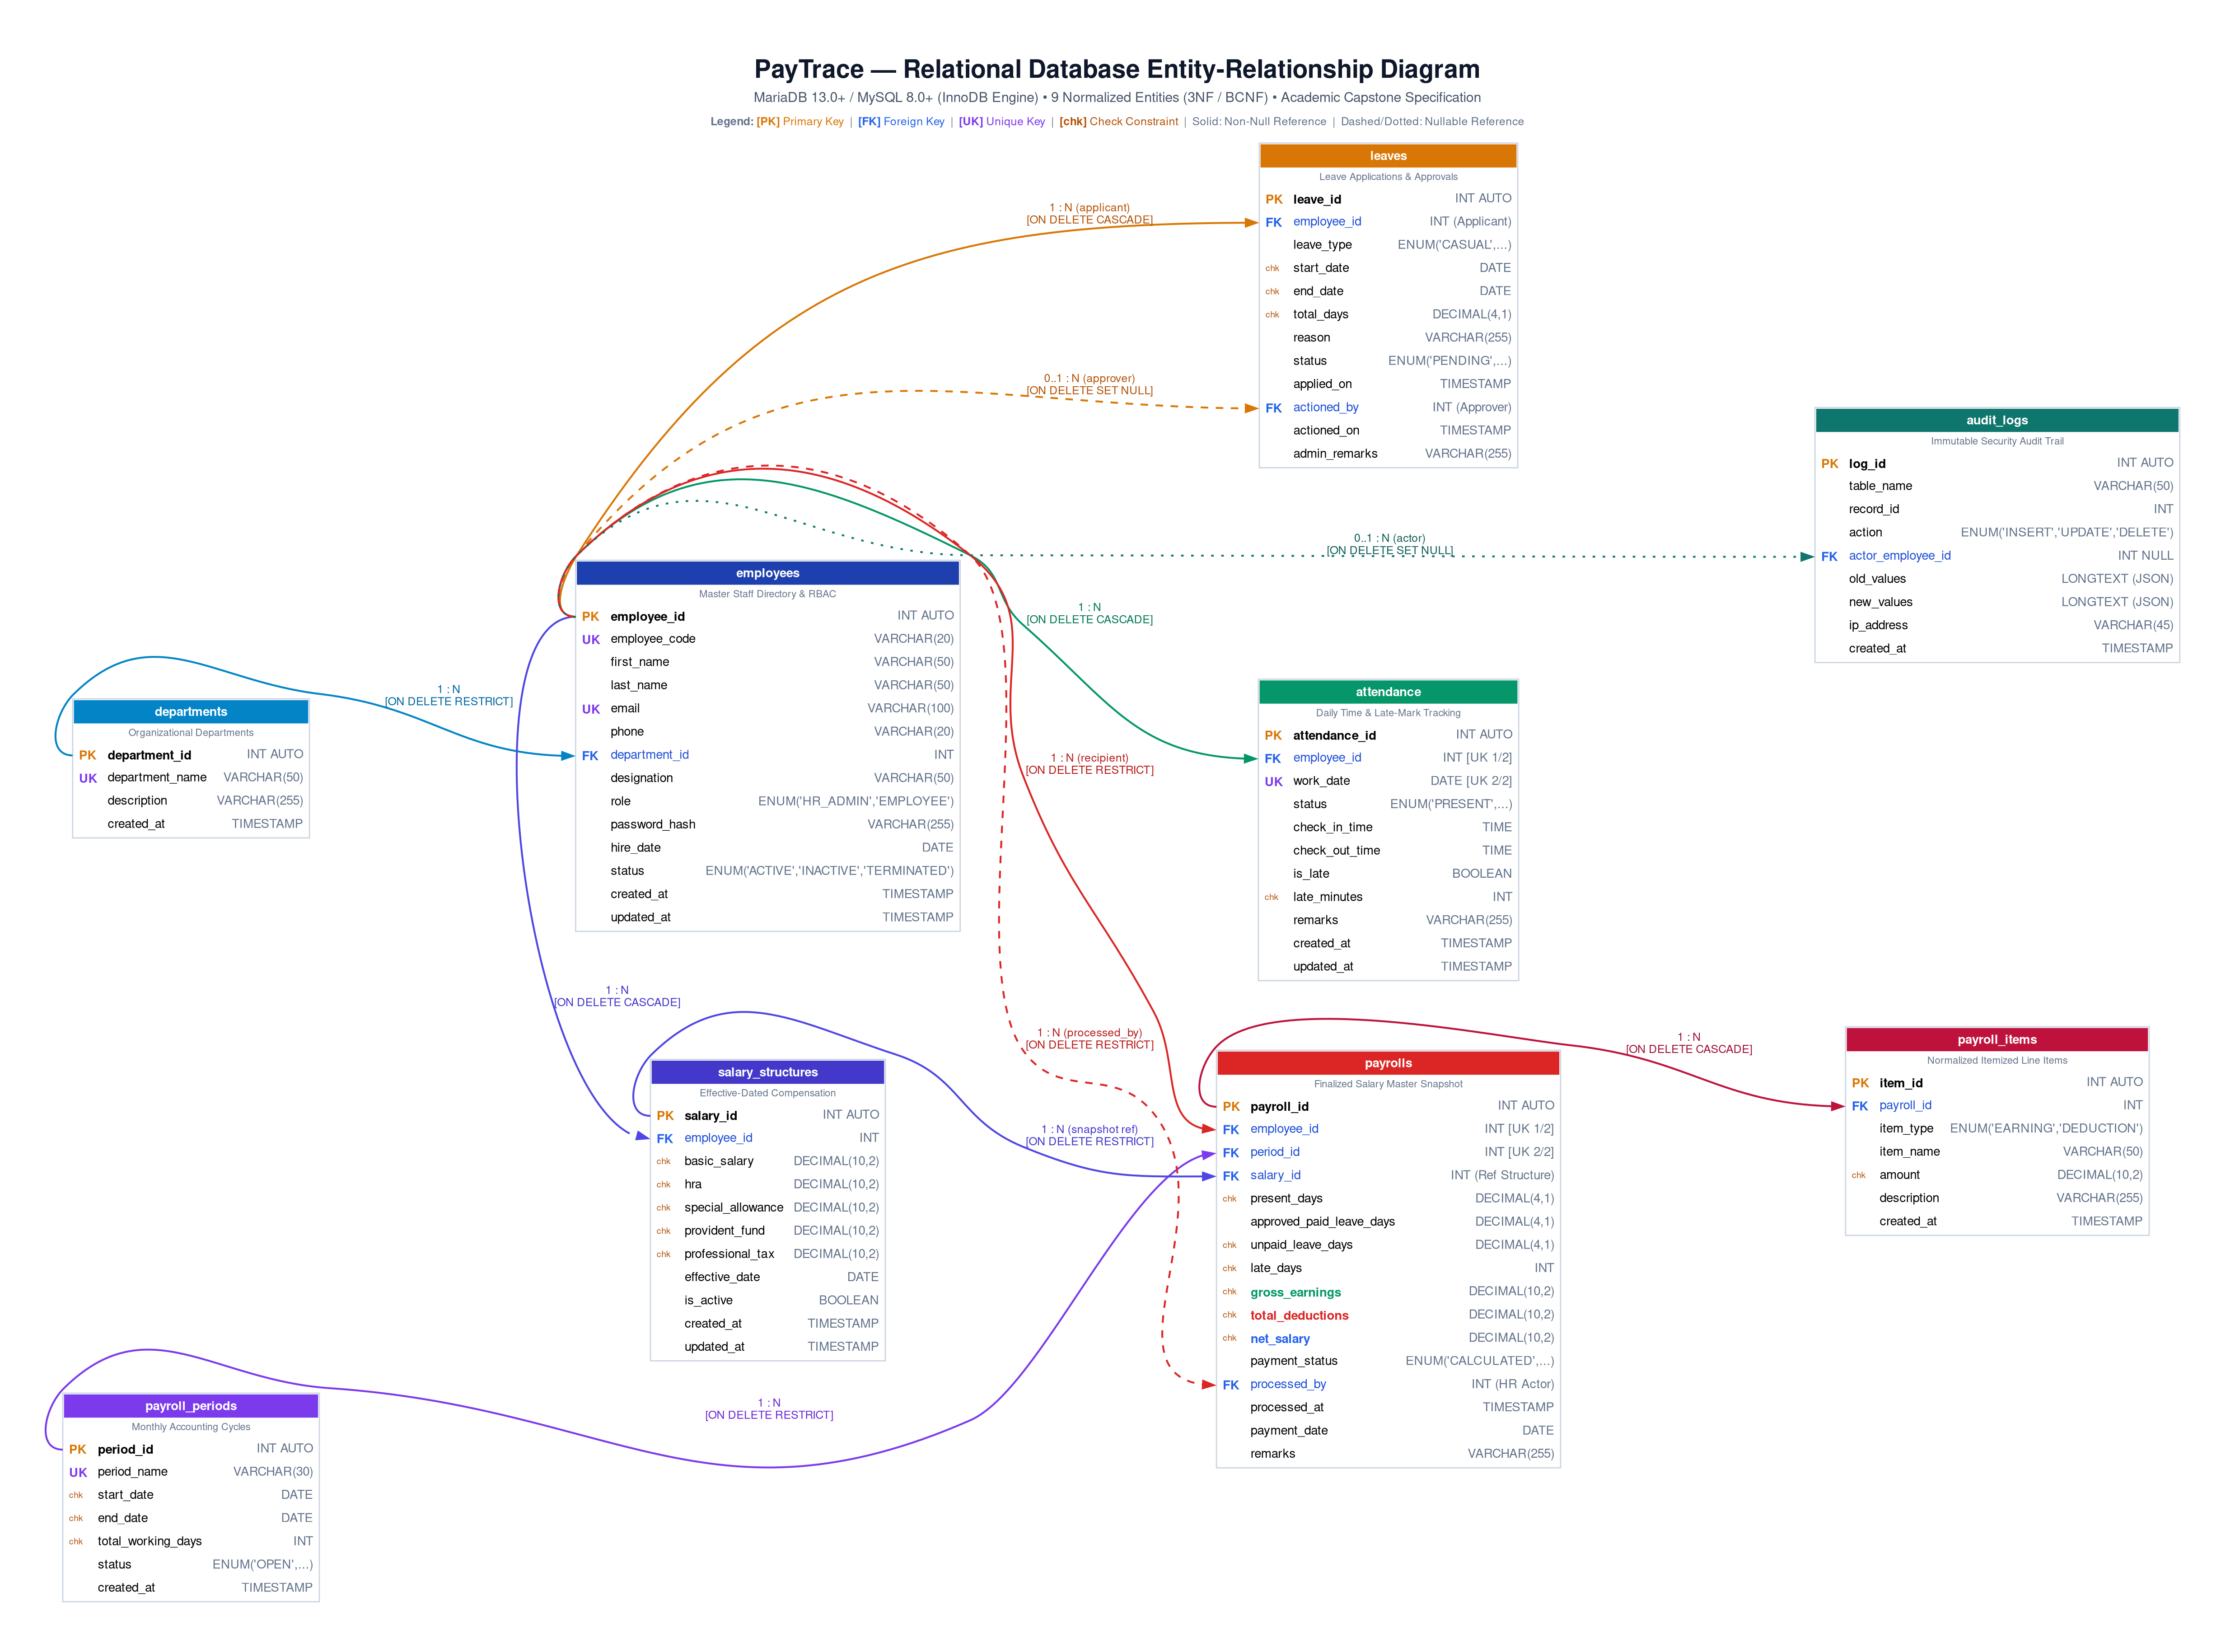 PayTrace — Relational Database Entity-Relationship Diagram
MariaDB 13.0+ / MySQL 8.0+ (InnoDB Engine) • 9 Normalized Entities (3NF / BCNF) • Academic Capstone Specification
Legend: [PK] Primary Key | [FK] Foreign Key | [UK] Unique Key | [chk] Check Constraint | Solid: Non-Null Reference | Dashed/Dotted: Nullable Reference
leaves
Leave Applications & Approvals
PK leave_id INT AUTO
FK employee_id INT (Applicant)
leave_type ENUM('CASUAL',...)
chk start_date DATE
chk end_date DATE
chk total_days DECIMAL(4,1)
reason VARCHAR(255)
status ENUM('PENDING',...)
applied_on TIMESTAMP
FK actioned_by INT (Approver)
actioned_on TIMESTAMP
admin_remarks VARCHAR(255)
1 : N (applicant)
[ON DELETE CASCADE]
0..1 : N (approver)
[ON DELETE SET NULL]
audit_logs
Immutable Security Audit Trail
PK log_id INT AUTO
table_name VARCHAR(50)
record_id INT
action ENUM('INSERT','UPDATE','DELETE')
FK actor_employee_id INT NULL
old_values LONGTEXT (JSON)
new_values LONGTEXT (JSON)
ip_address VARCHAR(45)
created_at TIMESTAMP
0..1 : N (actor)
[ON DELETE SET NULL]
employees
Master Staff Directory & RBAC
PK employee_id INT AUTO
UK employee_code VARCHAR(20)
first_name VARCHAR(50)
last_name VARCHAR(50)
UK email VARCHAR(100)
phone VARCHAR(20)
FK department_id INT
designation VARCHAR(50)
role ENUM('HR_ADMIN','EMPLOYEE')
password_hash VARCHAR(255)
hire_date DATE
status ENUM('ACTIVE','INACTIVE','TERMINATED')
created_at TIMESTAMP
updated_at TIMESTAMP
1 : N
[ON DELETE CASCADE]
1 : N
[ON DELETE RESTRICT]
departments
Organizational Departments
PK department_id INT AUTO
UK department_name VARCHAR(50)
description VARCHAR(255)
created_at TIMESTAMP
attendance
Daily Time & Late-Mark Tracking
PK attendance_id INT AUTO
FK employee_id INT [UK 1/2]
UK work_date DATE [UK 2/2]
status ENUM('PRESENT',...)
check_in_time TIME
check_out_time TIME
is_late BOOLEAN
chk late_minutes INT
remarks VARCHAR(255)
created_at TIMESTAMP
updated_at TIMESTAMP
1 : N (recipient)
[ON DELETE RESTRICT]
1 : N
[ON DELETE CASCADE]
1 : N (processed_by)
[ON DELETE RESTRICT]
1 : N
[ON DELETE CASCADE]
salary_structures
Effective-Dated Compensation
PK salary_id INT AUTO
FK employee_id INT
chk basic_salary DECIMAL(10,2)
chk hra DECIMAL(10,2)
chk special_allowance DECIMAL(10,2)
chk provident_fund DECIMAL(10,2)
chk professional_tax DECIMAL(10,2)
effective_date DATE
is_active BOOLEAN
created_at TIMESTAMP
updated_at TIMESTAMP
1 : N (snapshot ref)
[ON DELETE RESTRICT]
payrolls
Finalized Salary Master Snapshot
PK payroll_id INT AUTO
FK employee_id INT [UK 1/2]
FK period_id INT [UK 2/2]
FK salary_id INT (Ref Structure)
chk present_days DECIMAL(4,1)
approved_paid_leave_days DECIMAL(4,1)
chk unpaid_leave_days DECIMAL(4,1)
chk late_days INT
chk gross_earnings DECIMAL(10,2)
chk total_deductions DECIMAL(10,2)
chk net_salary DECIMAL(10,2)
payment_status ENUM('CALCULATED',...)
FK processed_by INT (HR Actor)
processed_at TIMESTAMP
payment_date DATE
remarks VARCHAR(255)
payroll_items
Normalized Itemized Line Items
PK item_id INT AUTO
FK payroll_id INT
item_type ENUM('EARNING','DEDUCTION')
item_name VARCHAR(50)
chk amount DECIMAL(10,2)
description VARCHAR(255)
created_at TIMESTAMP
payroll_periods
Monthly Accounting Cycles
PK period_id INT AUTO
UK period_name VARCHAR(30)
chk start_date DATE
chk end_date DATE
chk total_working_days INT
status ENUM('OPEN',...)
created_at TIMESTAMP
1 : N
[ON DELETE RESTRICT]